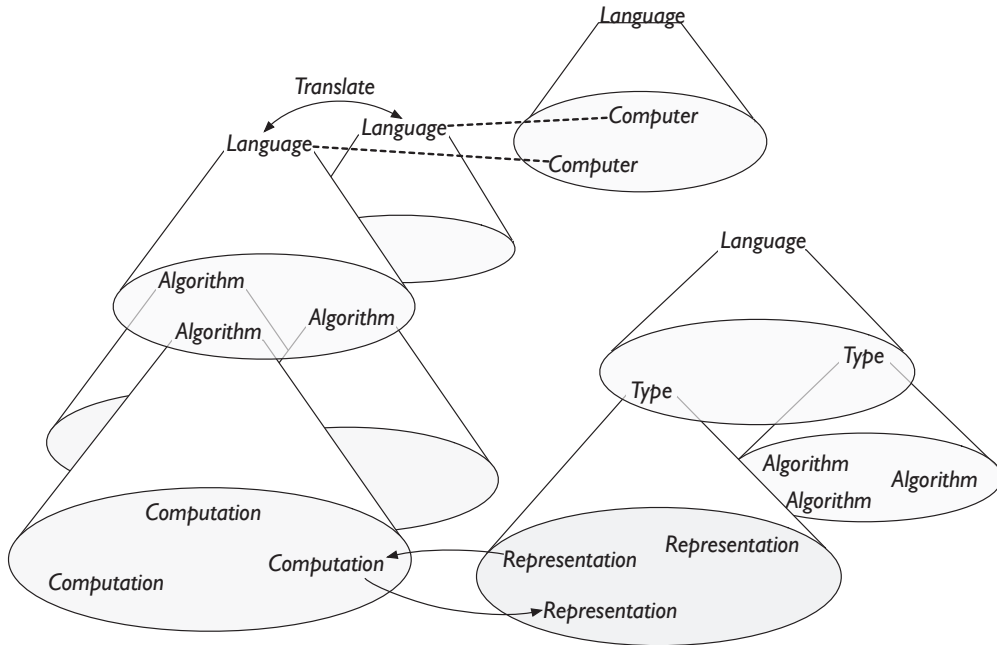 Language
Translate
Language
Computer
Language
Computer
Language
Algorithm
Algorithm
Algorithm
Type
Type
Algorithm
Algorithm
Algorithm
Computation
Representation
Computation
Representation
Computation
Representation